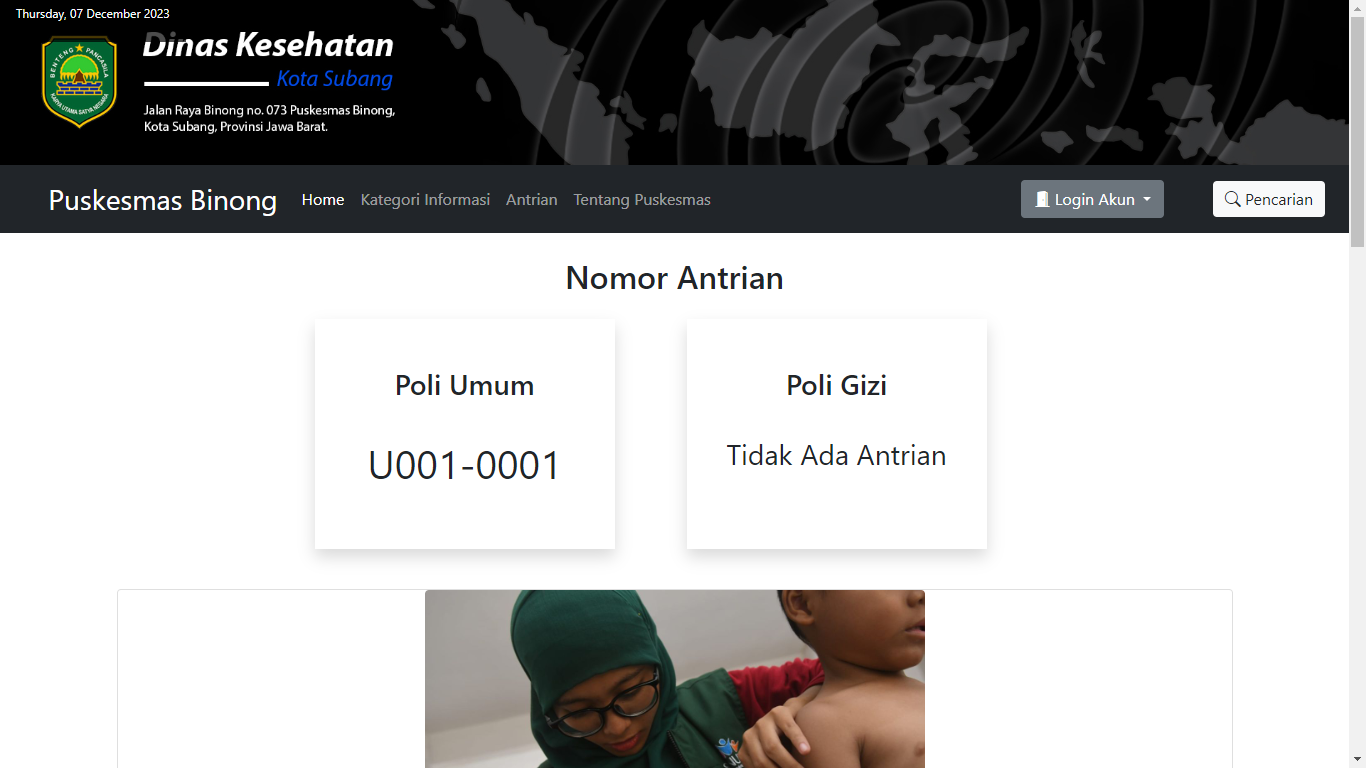 Thursday, 07 December 2023
BENTENG PANCASILA
KARYA UTAMA SATYA NEGARA
Dinas Kesehatan
Kota Subang
Jalan Raya Binong no. 073 Puskesmas Binong,
Kota Subang, Provinsi Jawa Barat.
Puskesmas Binong Home Kategori Informasi Antrian Tentang Puskesmas Login Akun Pencarian
Nomor Antrian
Poli Umum
U001-0001
Poli Gizi
Tidak Ada Antrian